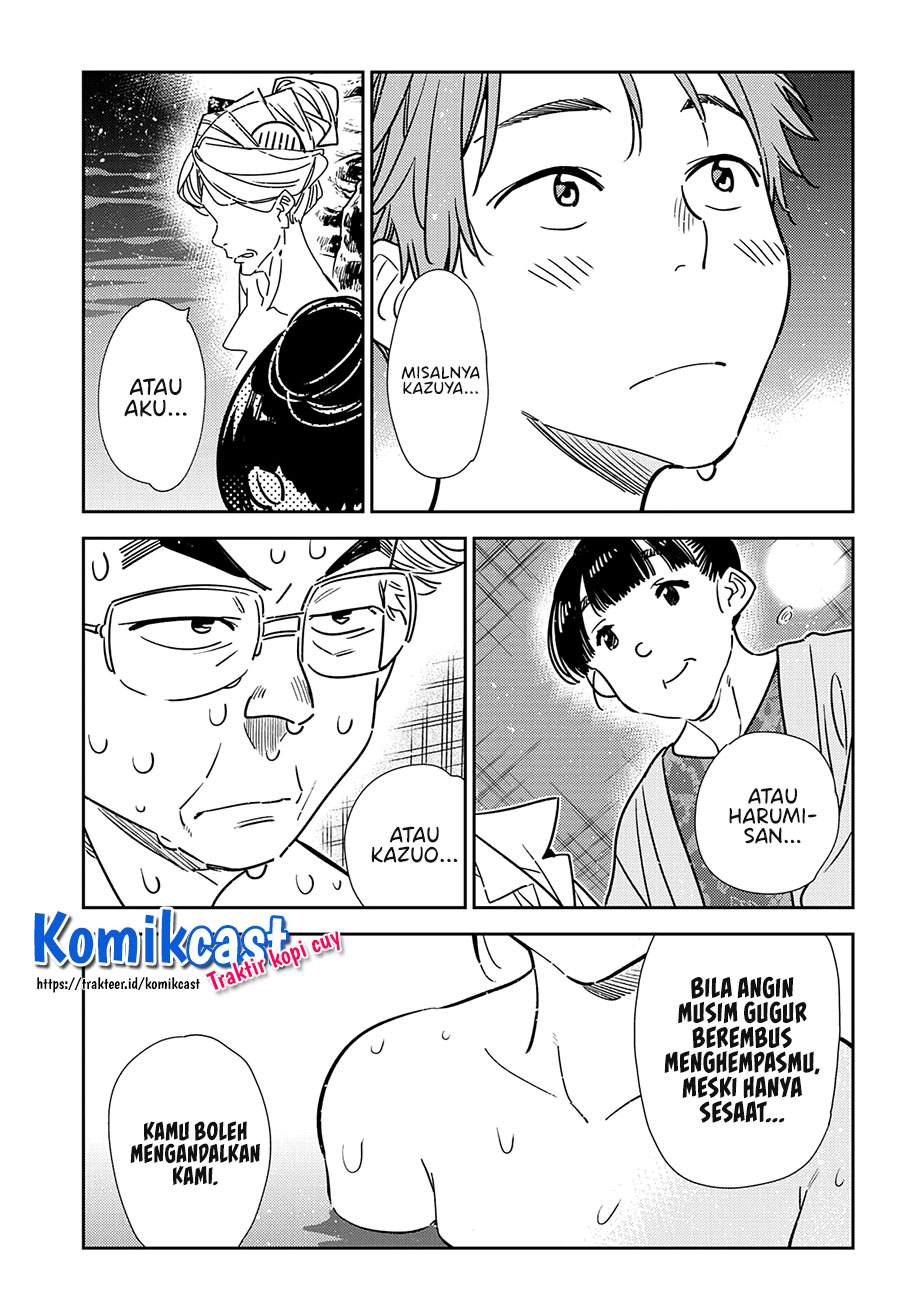 MISALNYA
KAZUYA...
ATAU
AKU...
ATAU
HARUMI-
SAN...
ATAU
KAZUO...
Komikcast
Traktir kopi cuy
https://trakteer.id/komikcast
BILA ANGIN
MUSIM GUGUR
BEREMBUS
MENGHEMPASMU,
MESKI HANYA
SESAAT...
KAMU BOLEH
MENGANDALKAN
KAMI.